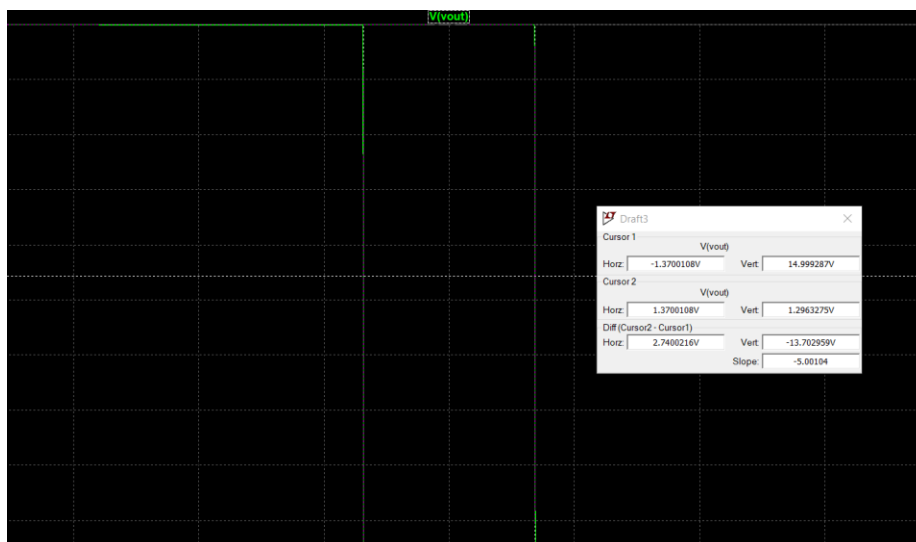 V(vout)
Draft3
Cursor 1
V(vout)
Horz: -1.3700108V Vert: 14.999287V
Cursor 2
V(vout)
Horz: 1.3700108V Vert: 1.2963275V
Diff (Cursor2 - Cursor1)
Horz: 2.7400216V Vert: -13.702959V
Slope: -5.00104